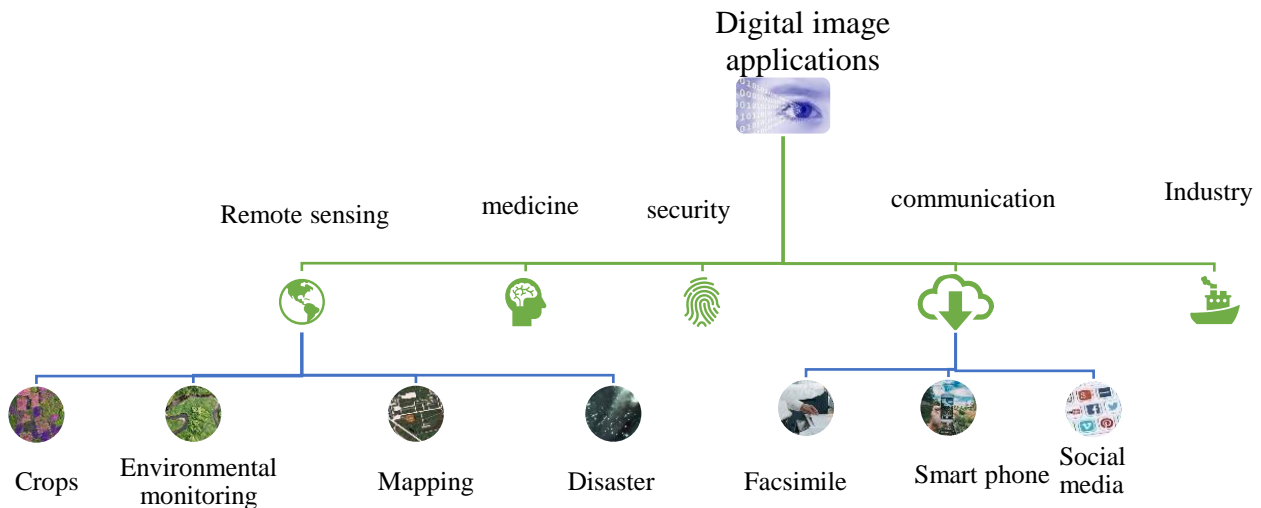 Digital image
applications
Remote sensing
medicine
security
communication
Industry
Crops
Environmental
monitoring
Mapping
Disaster
Facsimile
Smart phone
Social
media